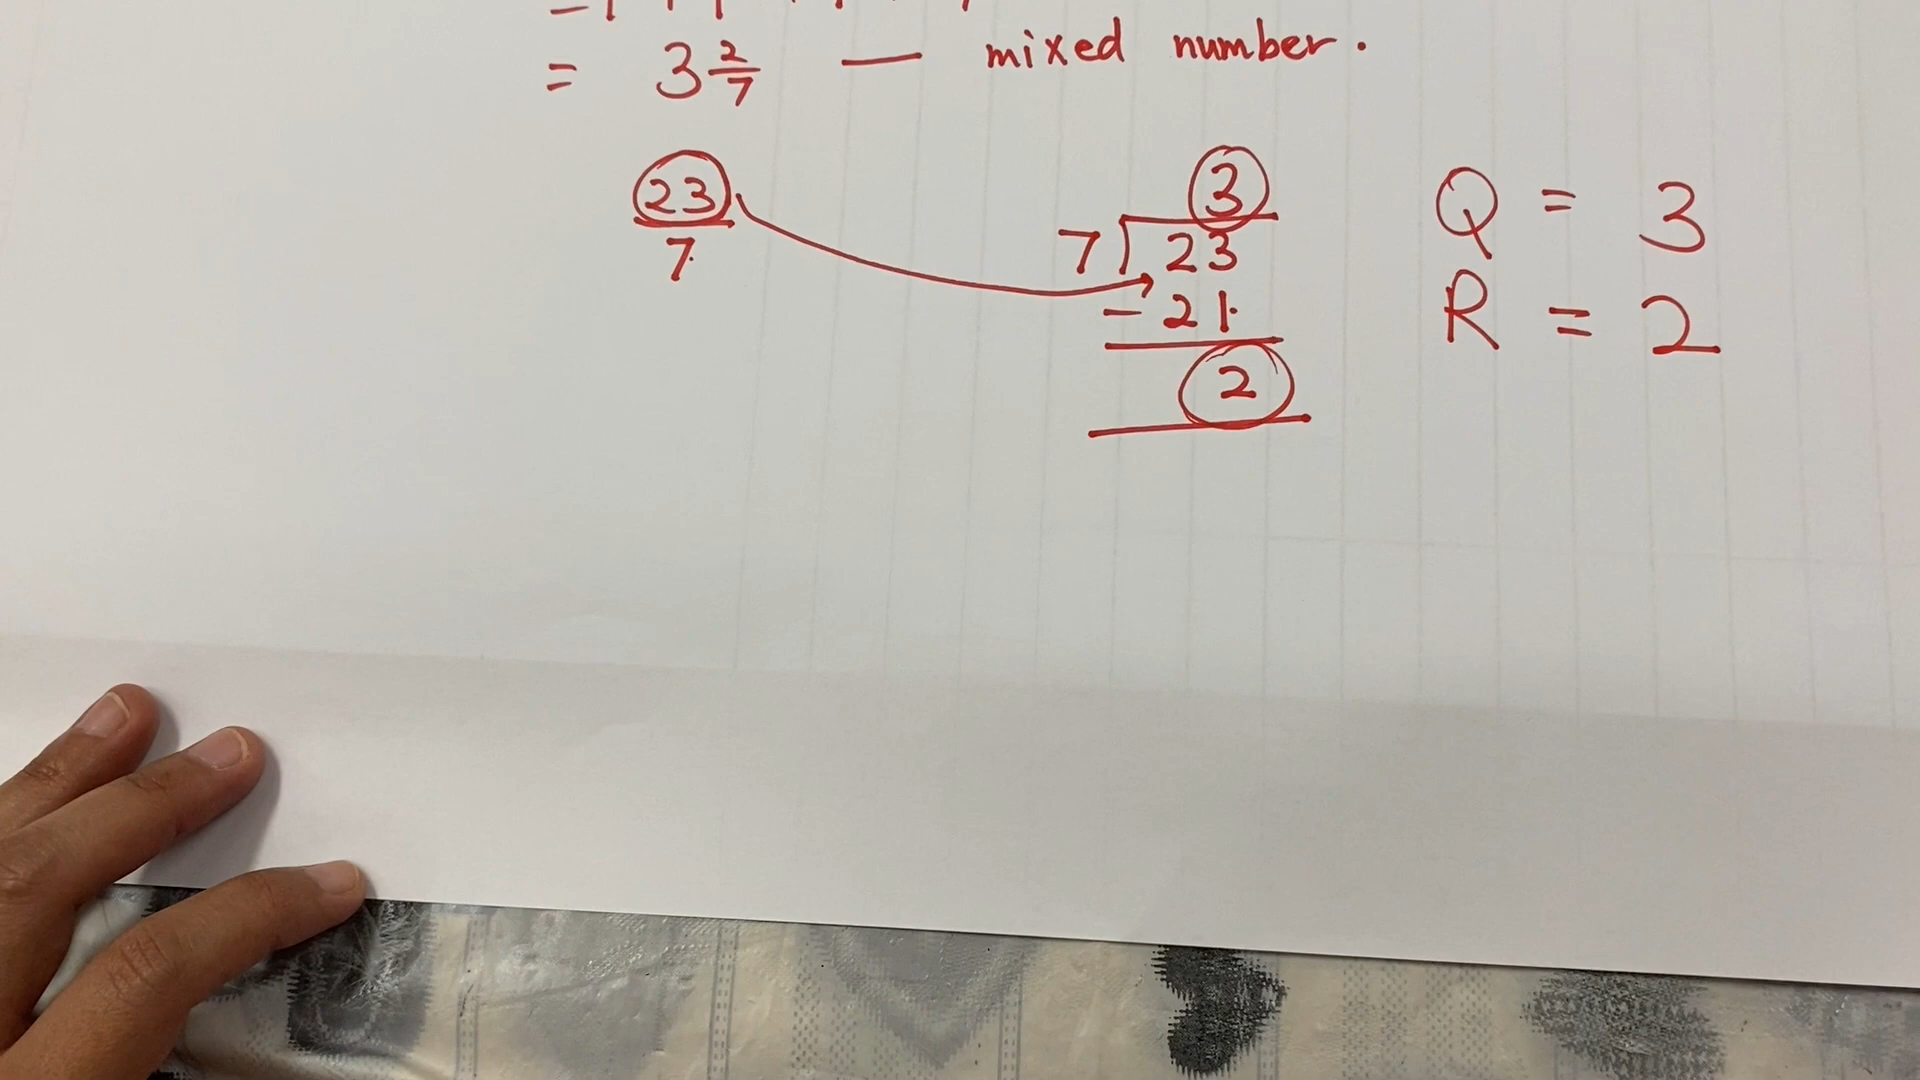 = 3 2/7 — mixed number.
23/7
3
7 ) 23
- 21
2
Q = 3
R = 2